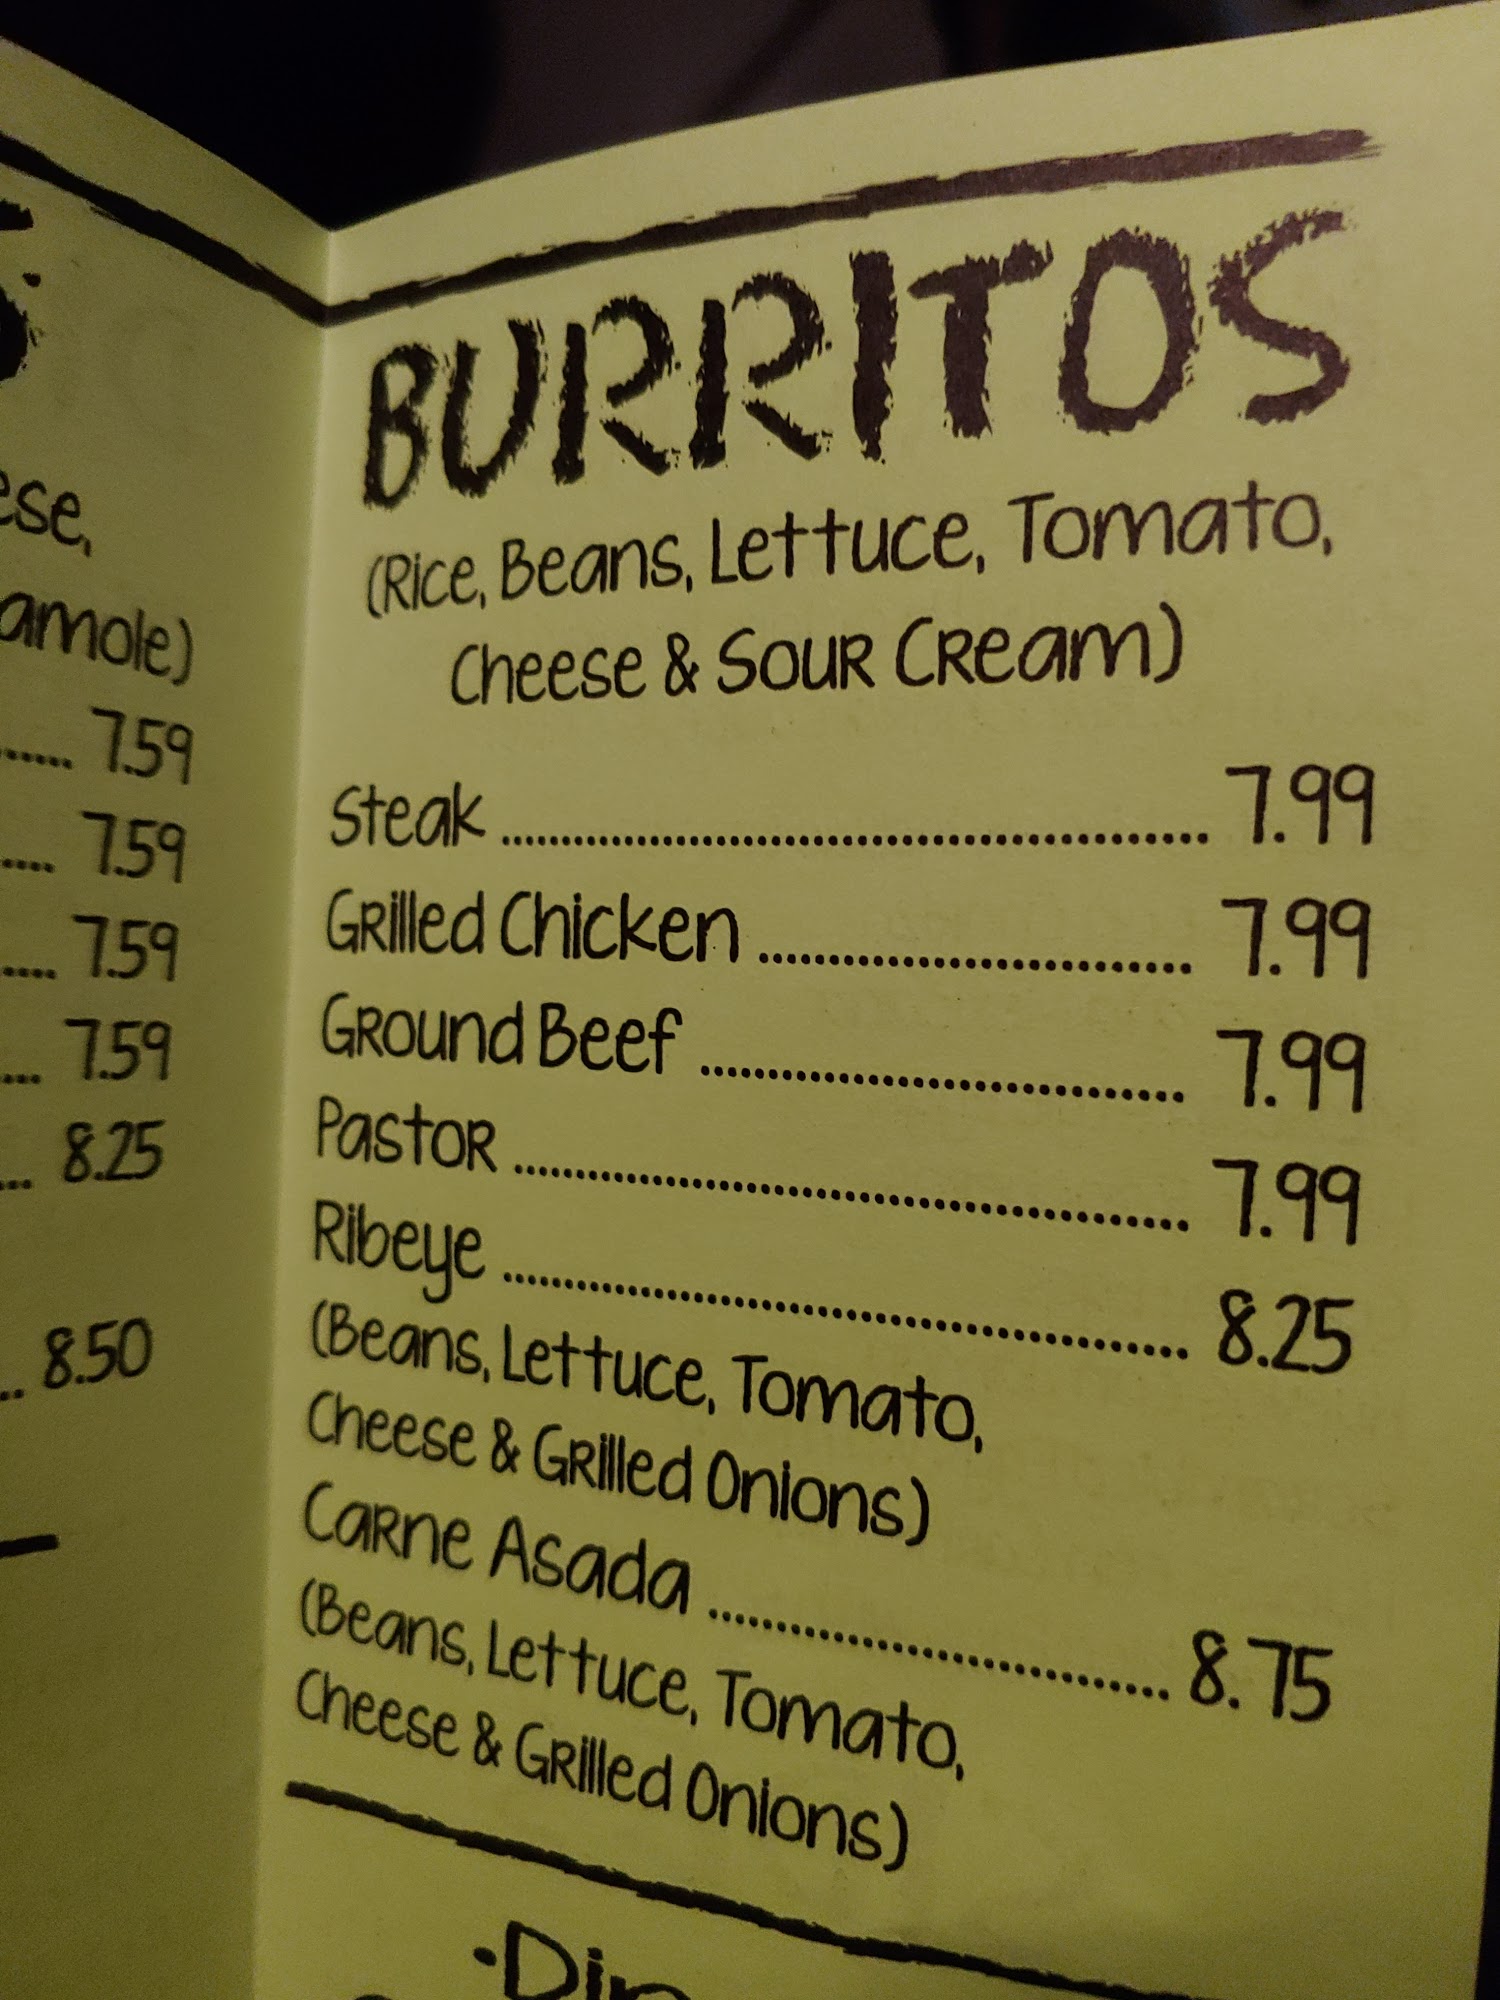 ese,
amole)
...... 7.59
.... 7.59
.... 7.59
... 7.59
... 8.25
.. 8.50
BURRITOS
(Rice, Beans, Lettuce, Tomato,
Cheese & Sour Cream)
Steak ........ 7.99
Grilled Chicken ........ 7.99
Ground Beef ........ 7.99
Pastor ........ 7.99
Ribeye ........ 8.25
(Beans, Lettuce, Tomato,
Cheese & Grilled Onions)
Carne Asada ........ 8.75
(Beans, Lettuce, Tomato,
Cheese & Grilled Onions)